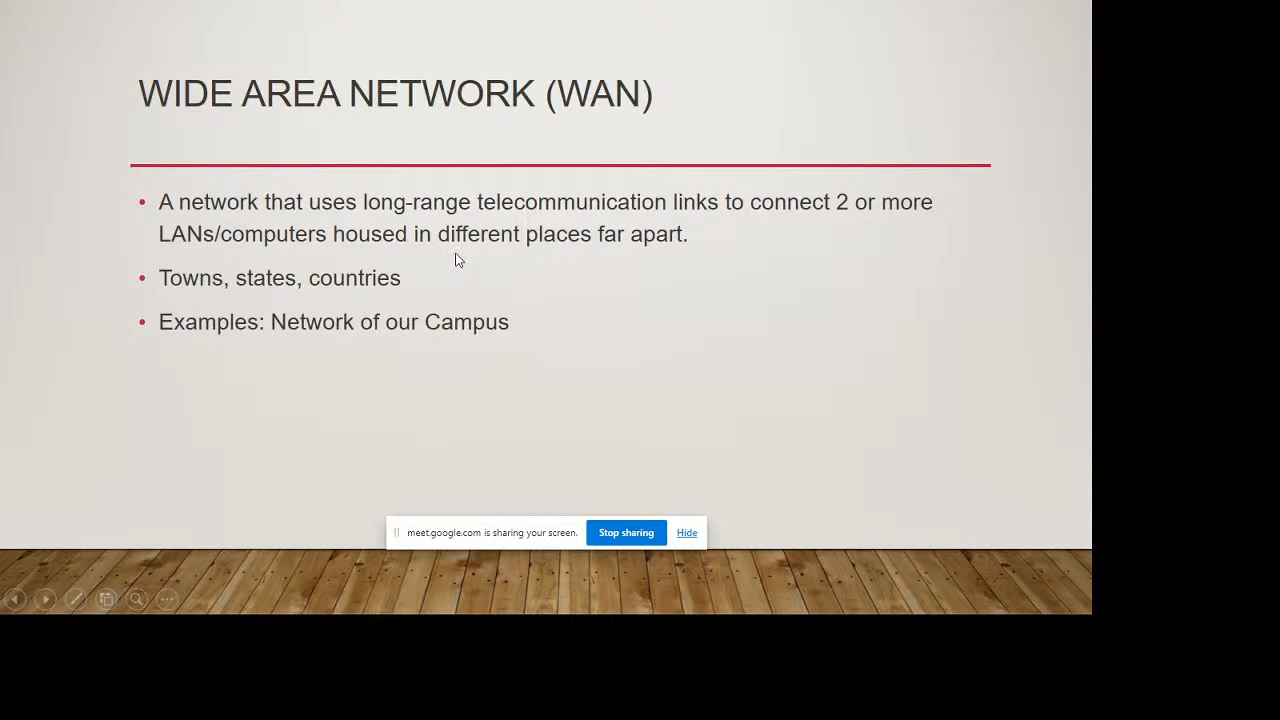 WIDE AREA NETWORK (WAN)
• A network that uses long-range telecommunication links to connect 2 or more
LANs/computers housed in different places far apart.
• Towns, states, countries
• Examples: Network of our Campus
meet.google.com is sharing your screen. Stop sharing Hide